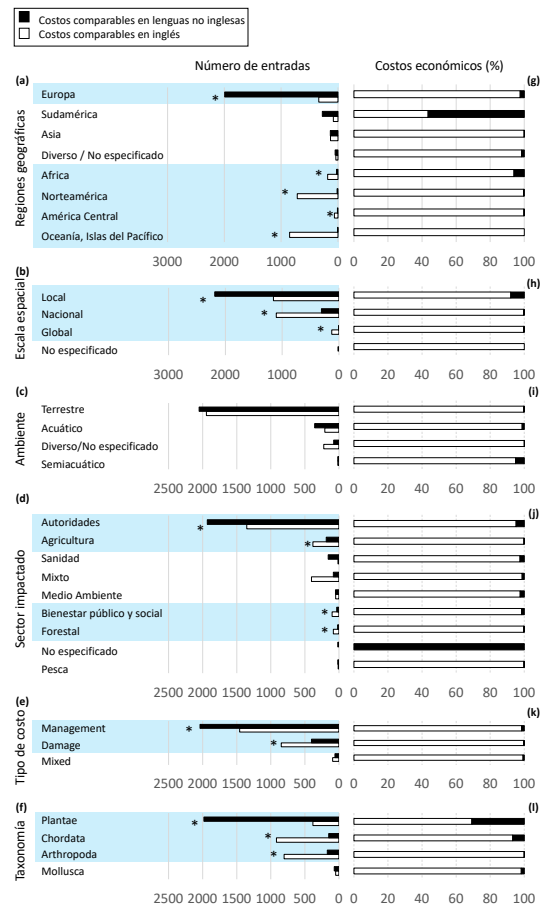 Costos comparables en lenguas no inglesas
Costos comparables en inglés
Número de entradas
Costos económicos (%)
(a)
(g)
Regiones geográficas
Europa
*
Sudamérica
Asia
Diverso / No especificado
Africa
*
Norteamérica
*
América Central
*
Oceanía, Islas del Pacífico
*
3000 2000 1000 0
0 20 40 60 80 100
(b)
(h)
Escala espacial
Local
*
Nacional
*
Global
*
No especificado
3000 2000 1000 0
0 20 40 60 80 100
(c)
(i)
Ambiente
Terrestre
Acuático
Diverso/No especificado
Semiacuático
2500 2000 1500 1000 500 0
0 20 40 60 80 100
(d)
(j)
Sector impactado
Autoridades
*
Agricultura
*
Sanidad
Mixto
Medio Ambiente
Bienestar público y social
*
Forestal
*
No especificado
Pesca
2500 2000 1500 1000 500 0
0 20 40 60 80 100
(e)
(k)
Tipo de costo
Management
*
Damage
*
Mixed
2500 2000 1500 1000 500 0
0 20 40 60 80 100
(f)
(l)
Taxonomía
Plantae
*
Chordata
*
Arthropoda
*
Mollusca
2500 2000 1500 1000 500 0
0 20 40 60 80 100